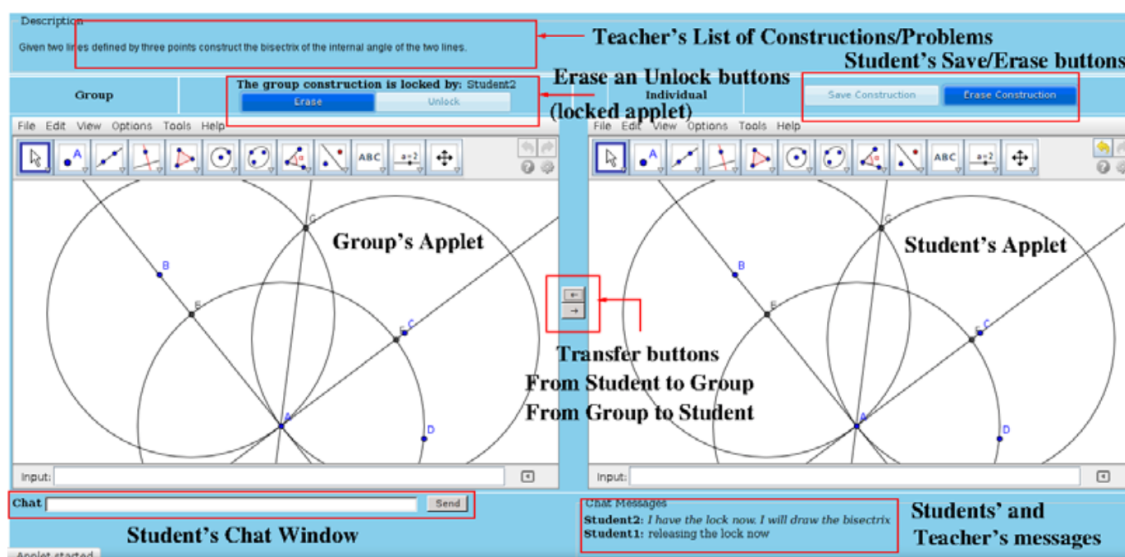 Description
Given two lines defined by three points construct the bisectrix of the internal angle of the two lines.
Teacher's List of Constructions/Problems
Student's Save/Erase buttons
Group
The group construction is locked by: Student2
Erase
Unlock
Erase an Unlock buttons
(locked applet)
Individual
Save Construction
Erase Construction
File Edit View Options Tools Help
File Edit View Options Tools Help
A
ABC
a=2
A
ABC
a=2
G
Group's Applet
B
E
F
C
A
D
G
Student's Applet
B
E
F
C
A
D
Transfer buttons
From Student to Group
From Group to Student
Input:
Input:
Chat
Send
Student's Chat Window
Chat Messages
Student2: I have the lock now. I will draw the bisectrix
Student1: releasing the lock now
Students' and
Teacher's messages
Applet started